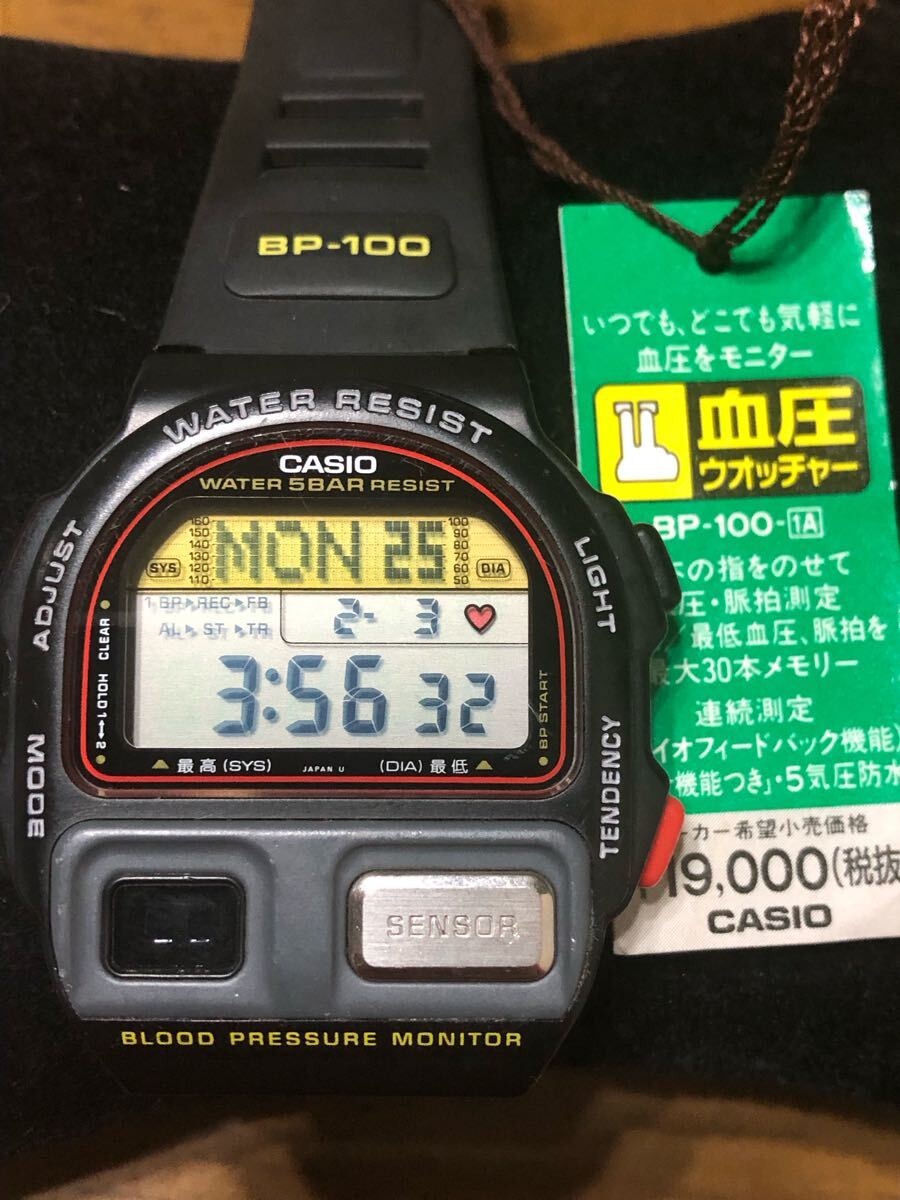 BP-100
WATER RESIST
CASIO
WATER 5BAR RESIST
160
150
140
130
120
110
SYS
MON 25
100
90
80
70
60
50
DIA
1 BP▶REC▶FB
AL▶ST▶TR
2- 3
3:56 32
ADJUST
MODE
CLEAR
HOLD 1↔2
LIGHT
TENDENCY
BP START
▲ 最高(SYS)
JAPAN U
(DIA)最低 ▲
SENSOR
BLOOD PRESSURE MONITOR
いつでも、どこでも気軽に
血圧をモニター
血圧
ウオッチャー
BP-100-1A
の指をのせて
圧・脈拍測定
最低血圧、脈拍を
最大30本メモリー
連続測定
イオフィードバック機能)
機能つき」・5気圧防水
ーカー希望小売価格
19,000(税抜
CASIO